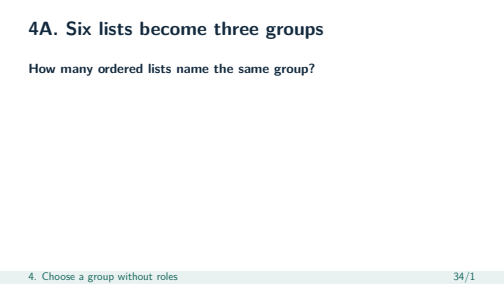 4A. Six lists become three groups
How many ordered lists name the same group?
4. Choose a group without roles
34/1